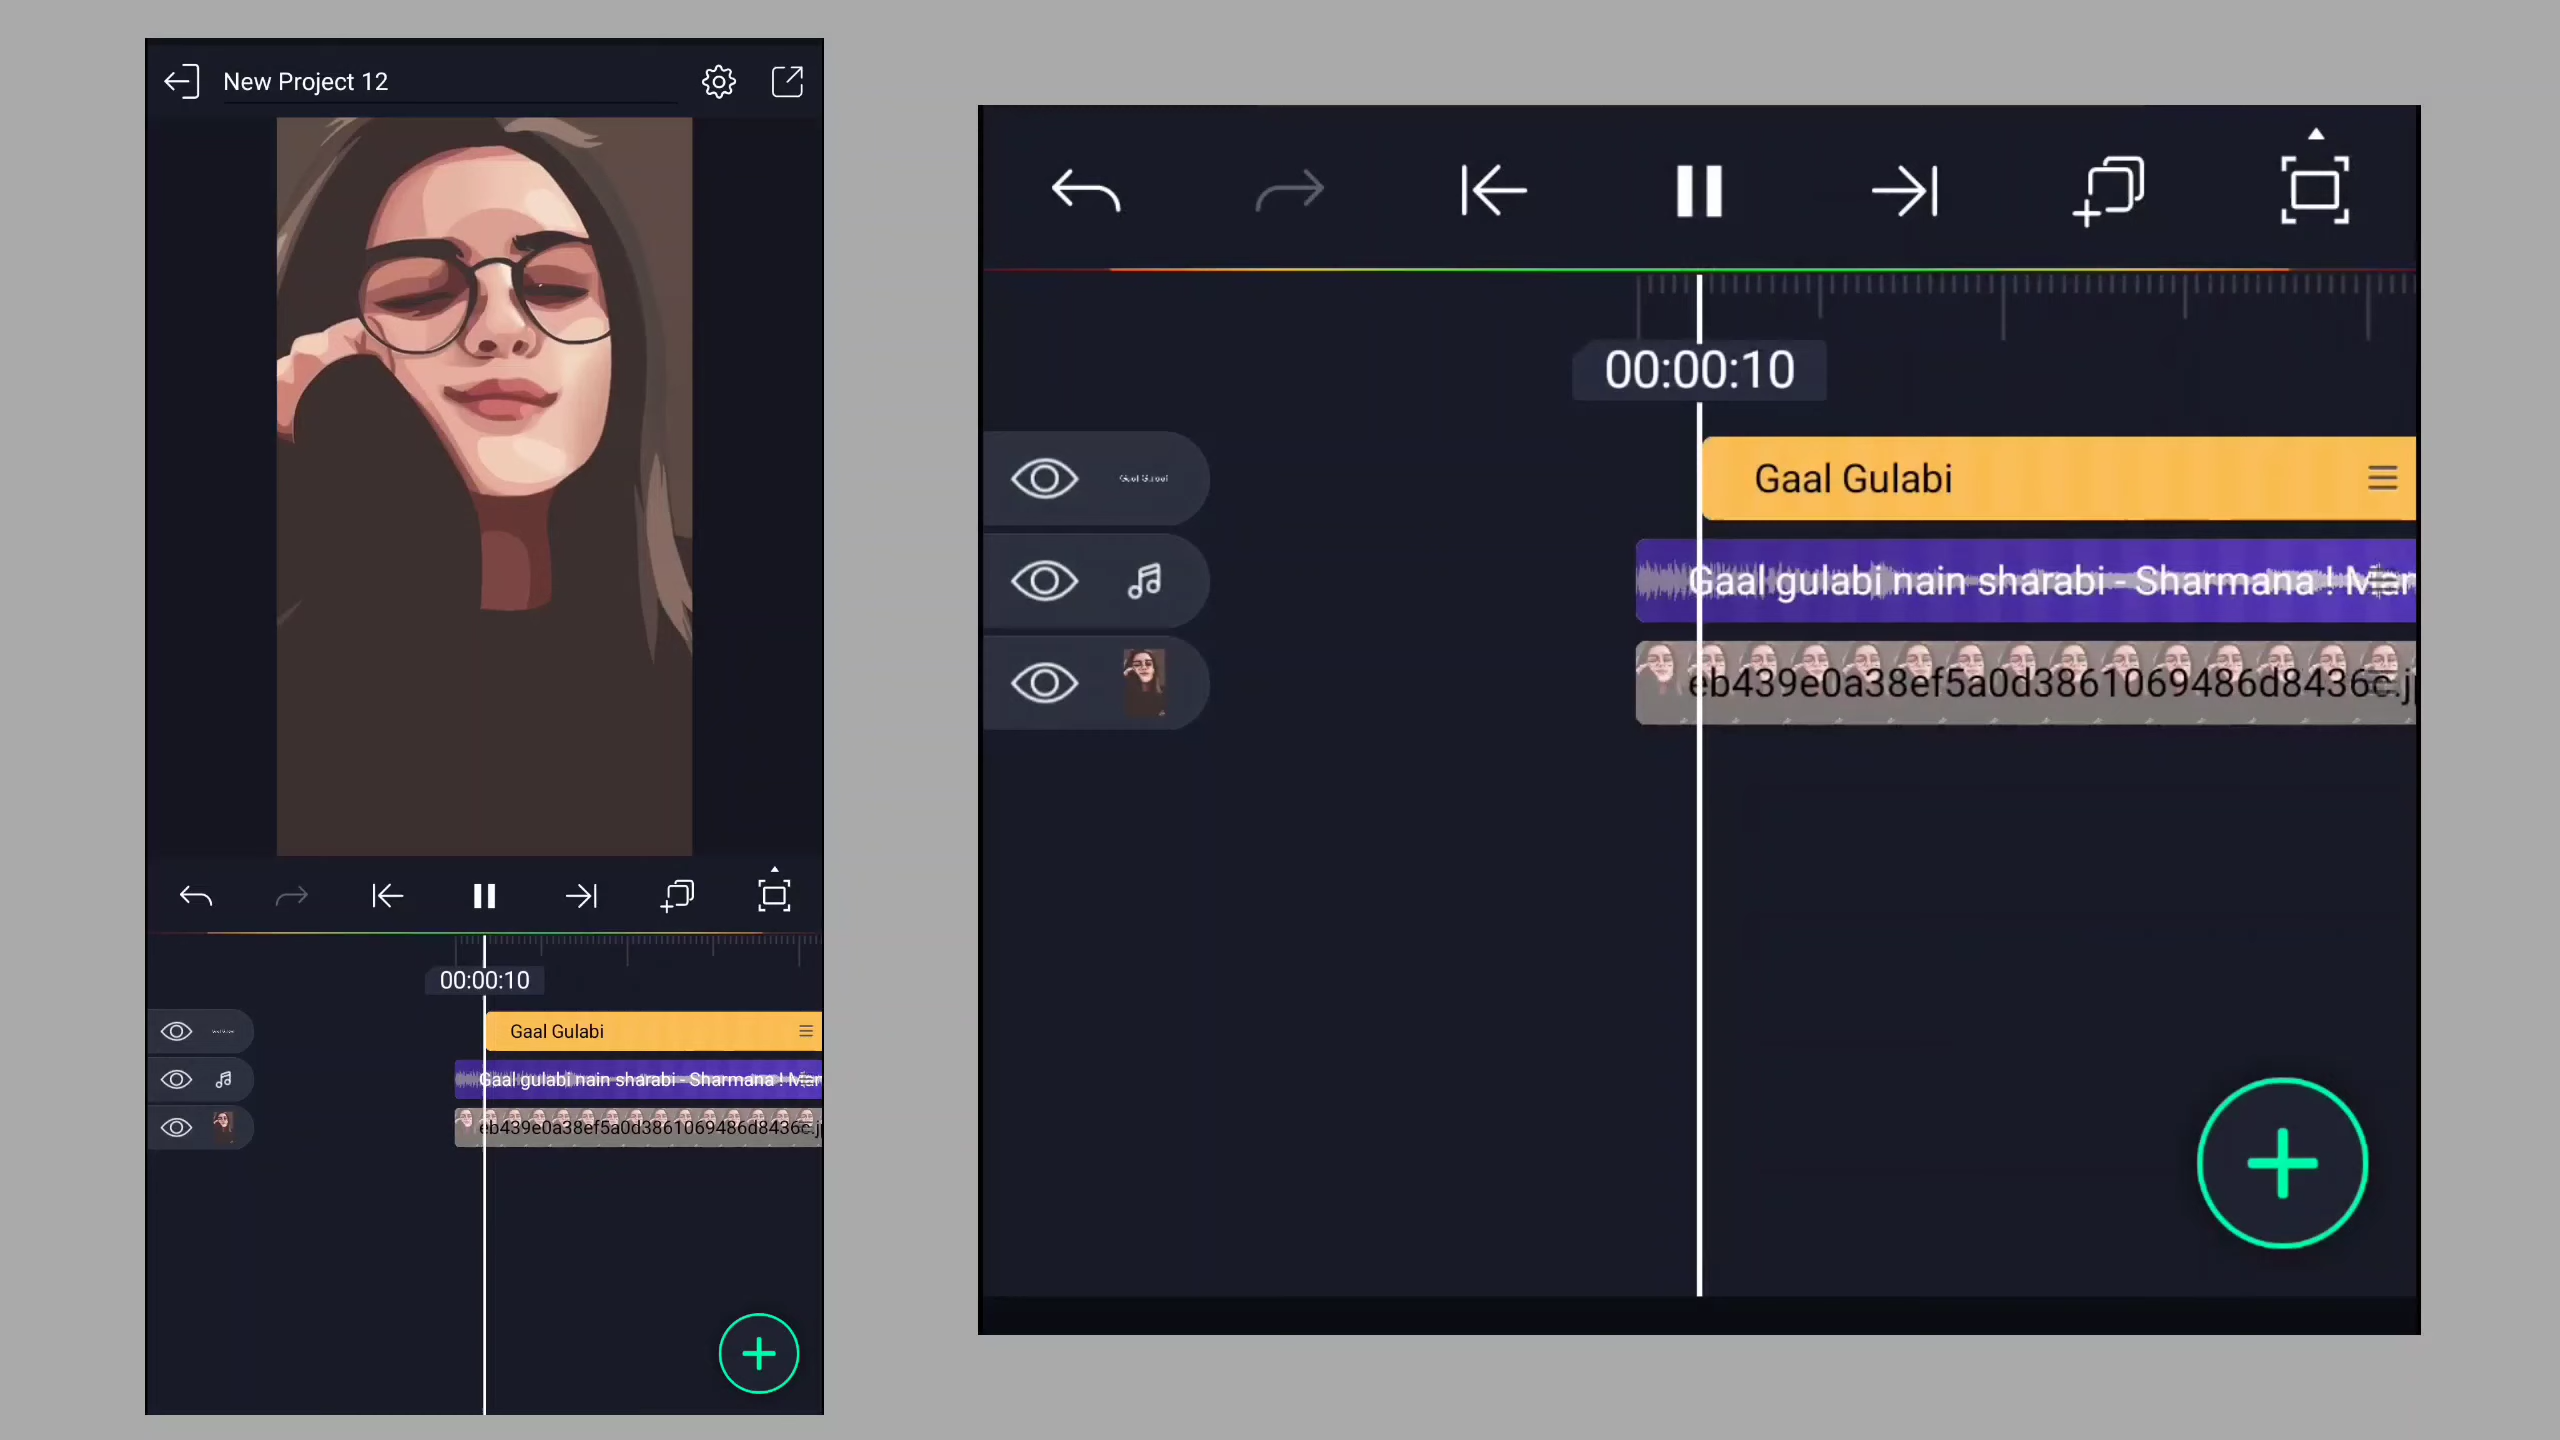 New Project 12
00:00:10
Gaal Gulabi
Gaal gulabi nain sharabi - Sharmana ! Mar
eb439e0a38ef5a0d3861069486d8436c.j
00:00:10
Gaal Gulabi
Gaal gulabi nain sharabi - Sharmana ! Mar
eb439e0a38ef5a0d3861069486d8436c.j